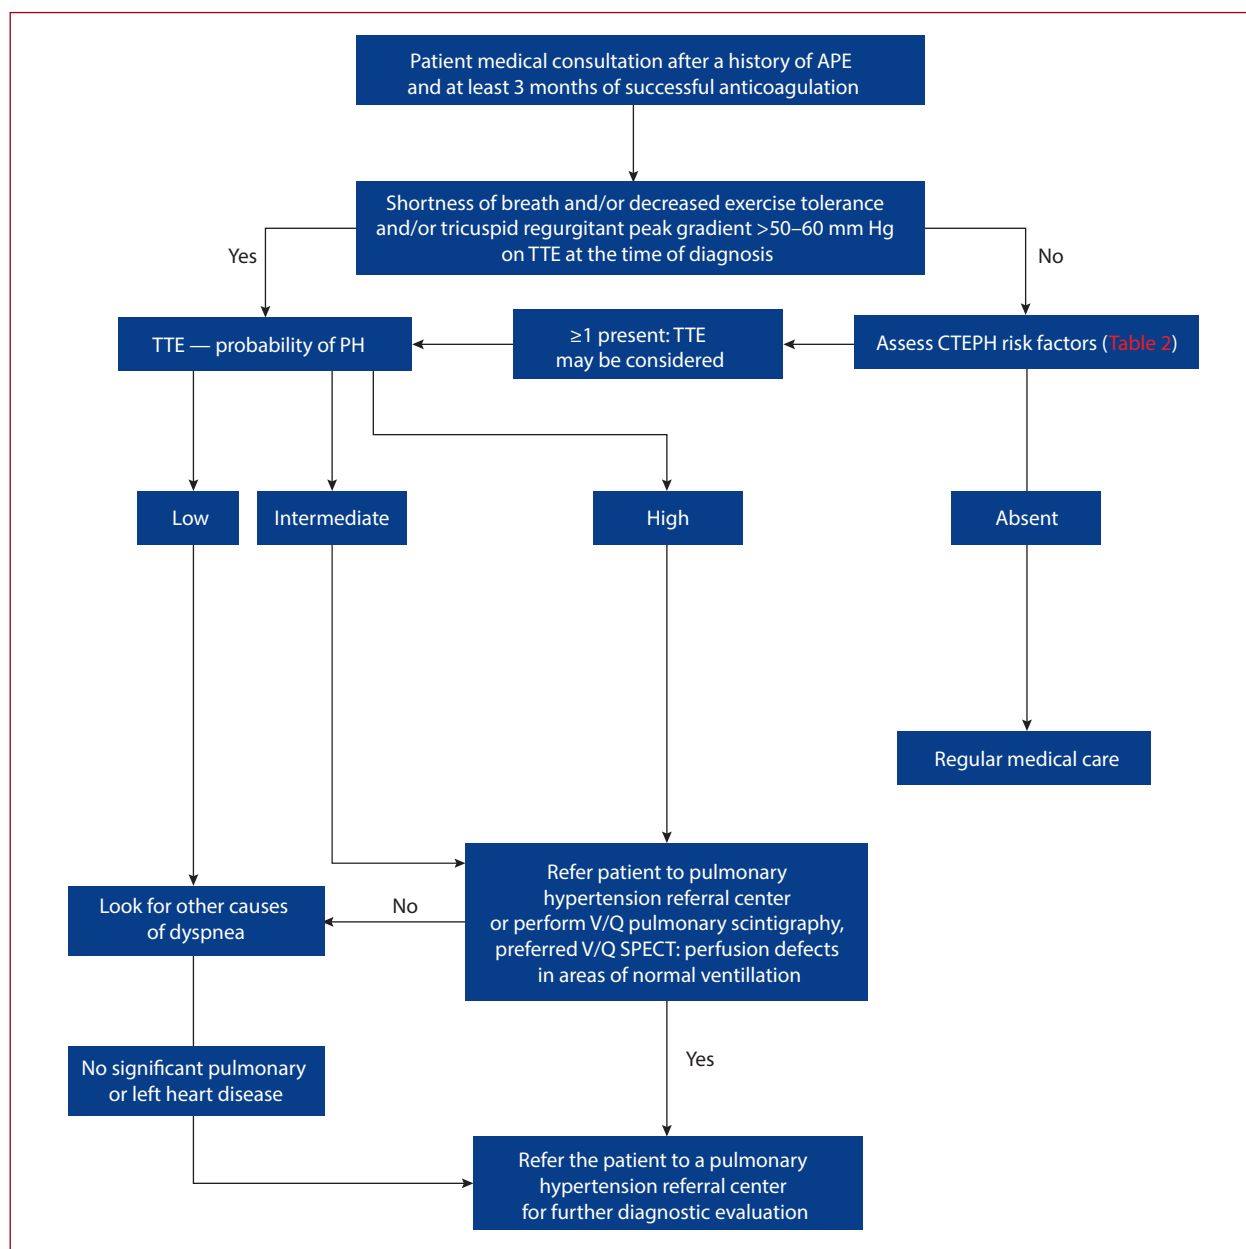 Patient medical consultation after a history of APE
and at least 3 months of successful anticoagulation
Shortness of breath and/or decreased exercise tolerance
and/or tricuspid regurgitant peak gradient >50–60 mm Hg
on TTE at the time of diagnosis
Yes
No
TTE — probability of PH
≥1 present: TTE
may be considered
Assess CTEPH risk factors (Table 2)
Low
Intermediate
High
Absent
Regular medical care
Refer patient to pulmonary
hypertension referral center
or perform V/Q pulmonary scintigraphy,
preferred V/Q SPECT: perfusion defects
in areas of normal ventillation
No
Look for other causes
of dyspnea
Yes
No significant pulmonary
or left heart disease
Refer the patient to a pulmonary
hypertension referral center
for further diagnostic evaluation